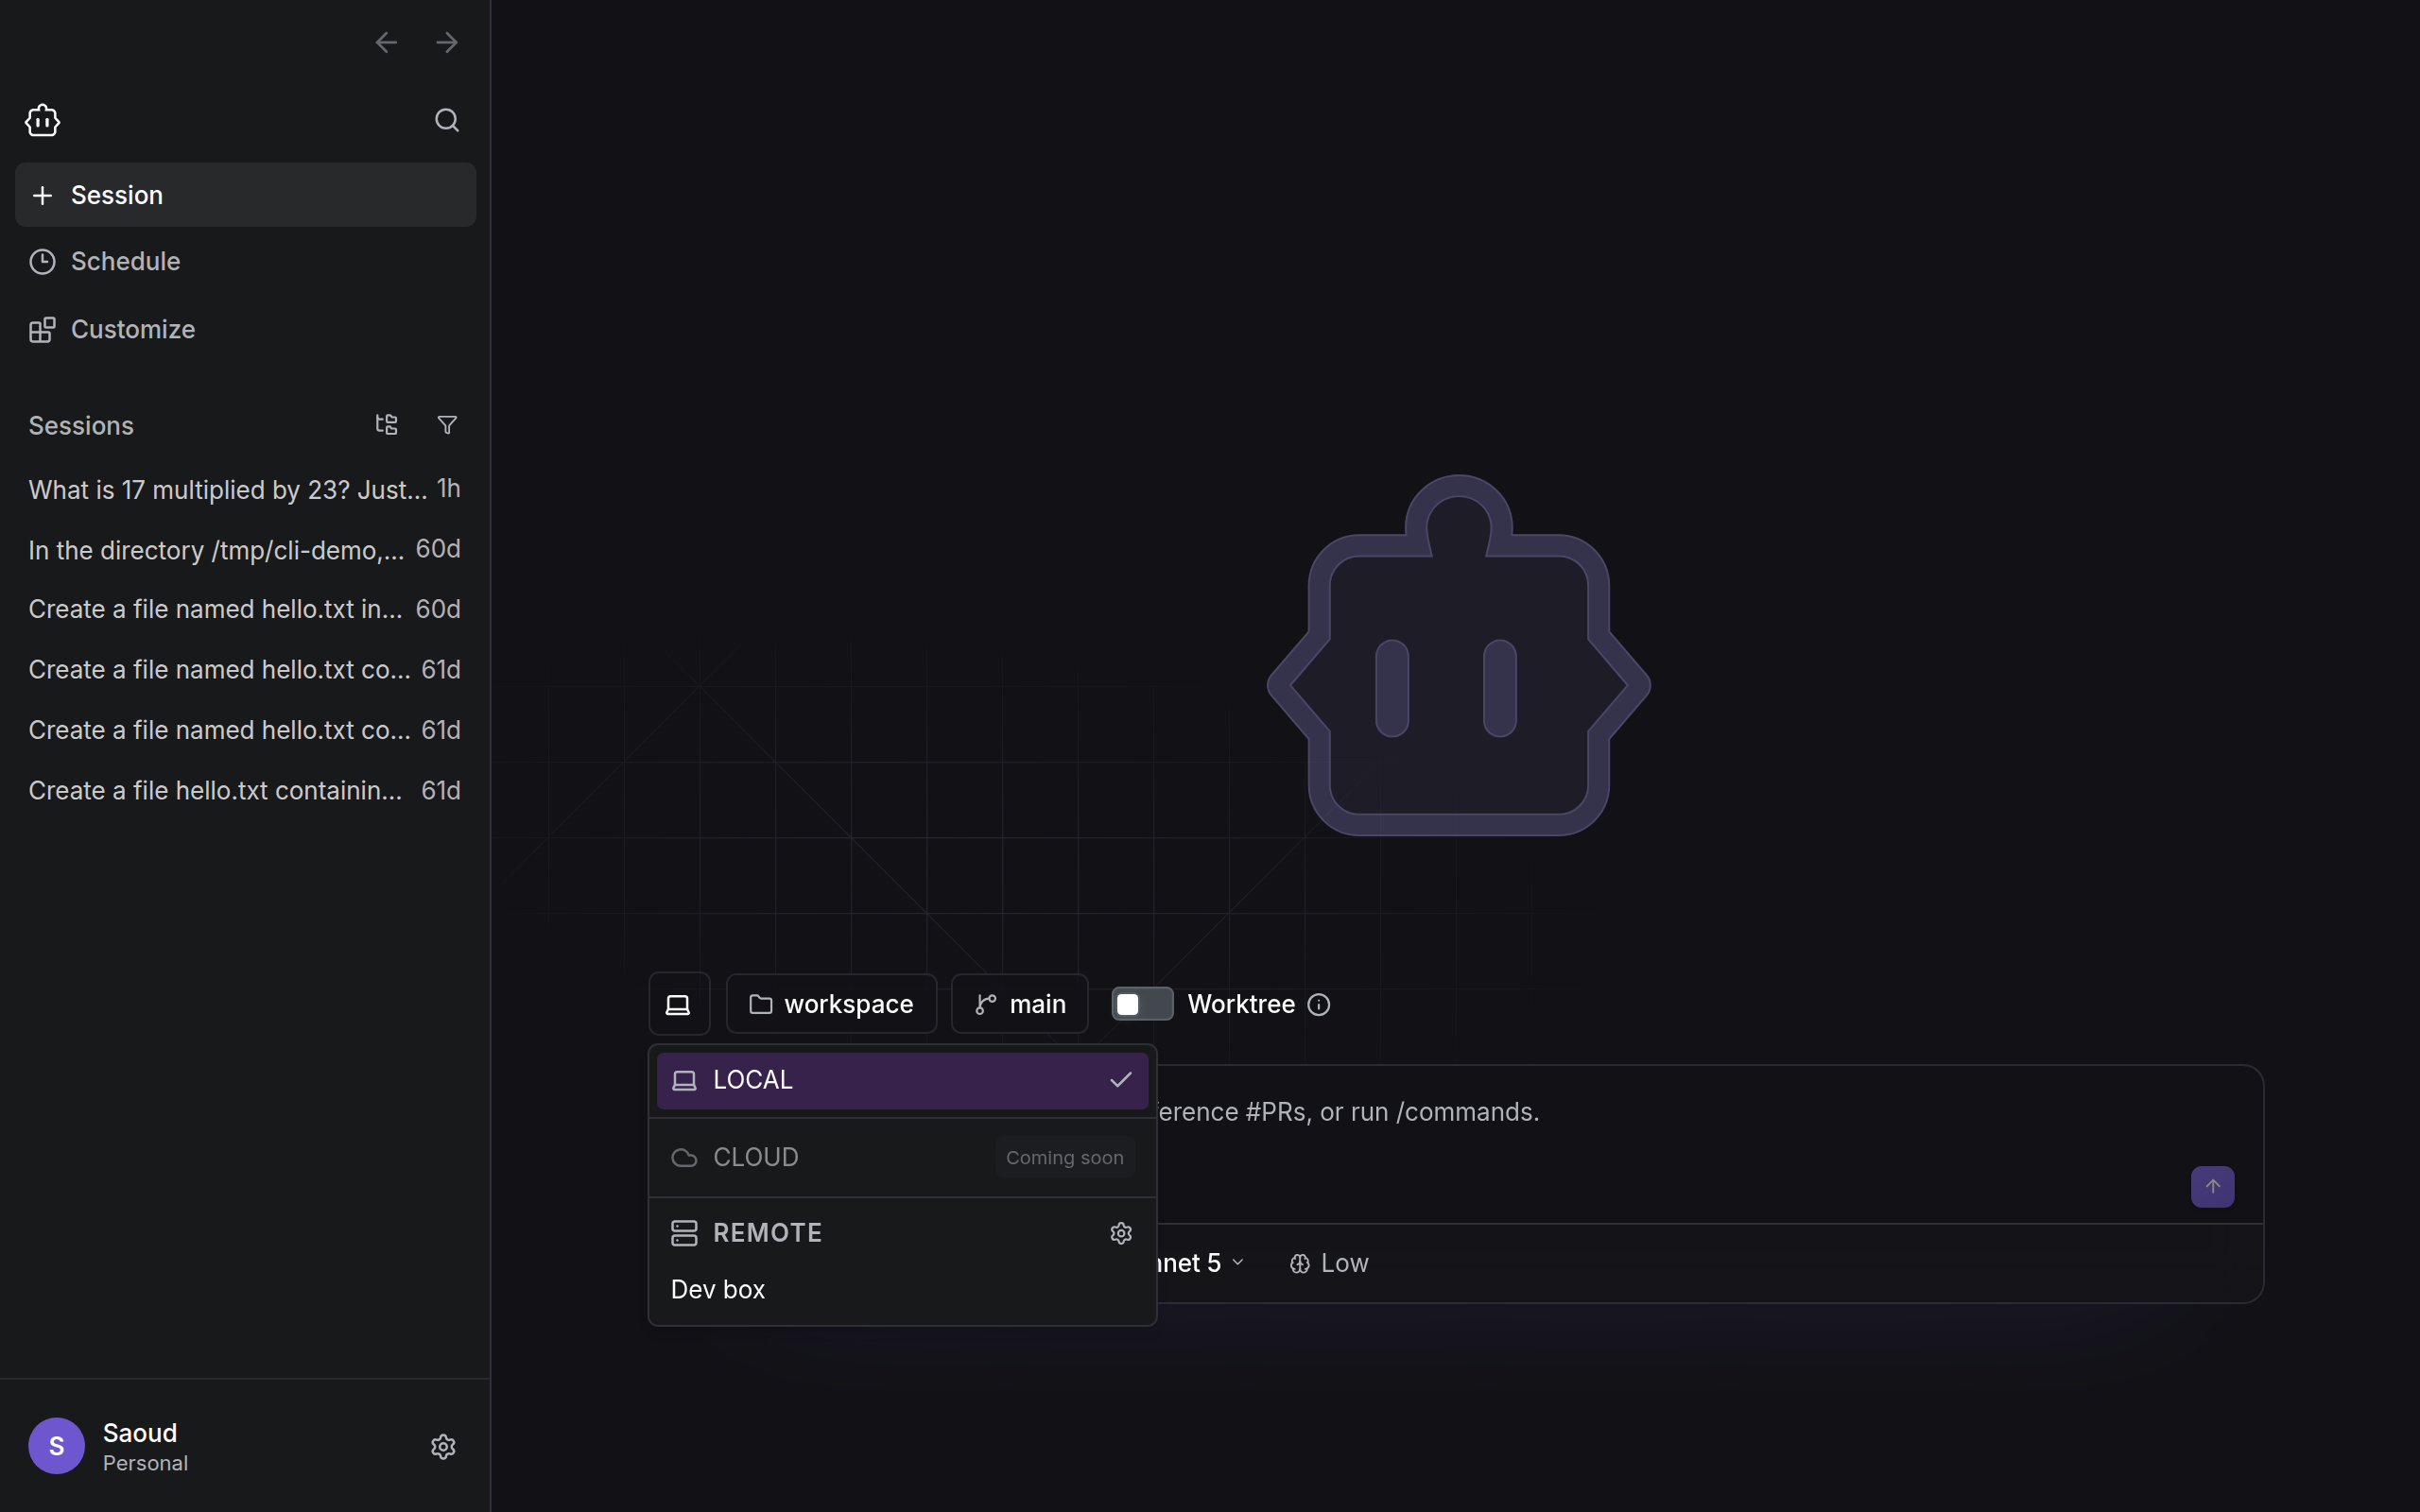 Session
Schedule
Customize
Sessions
What is 17 multiplied by 23? Just... 1h
In the directory /tmp/cli-demo,... 60d
Create a file named hello.txt in... 60d
Create a file named hello.txt co... 61d
Create a file named hello.txt co... 61d
Create a file hello.txt containin... 61d
workspace main Worktree
LOCAL
erence #PRs, or run /commands.
CLOUD Coming soon
REMOTE
nnet 5 Low
Dev box
S Saoud
Personal